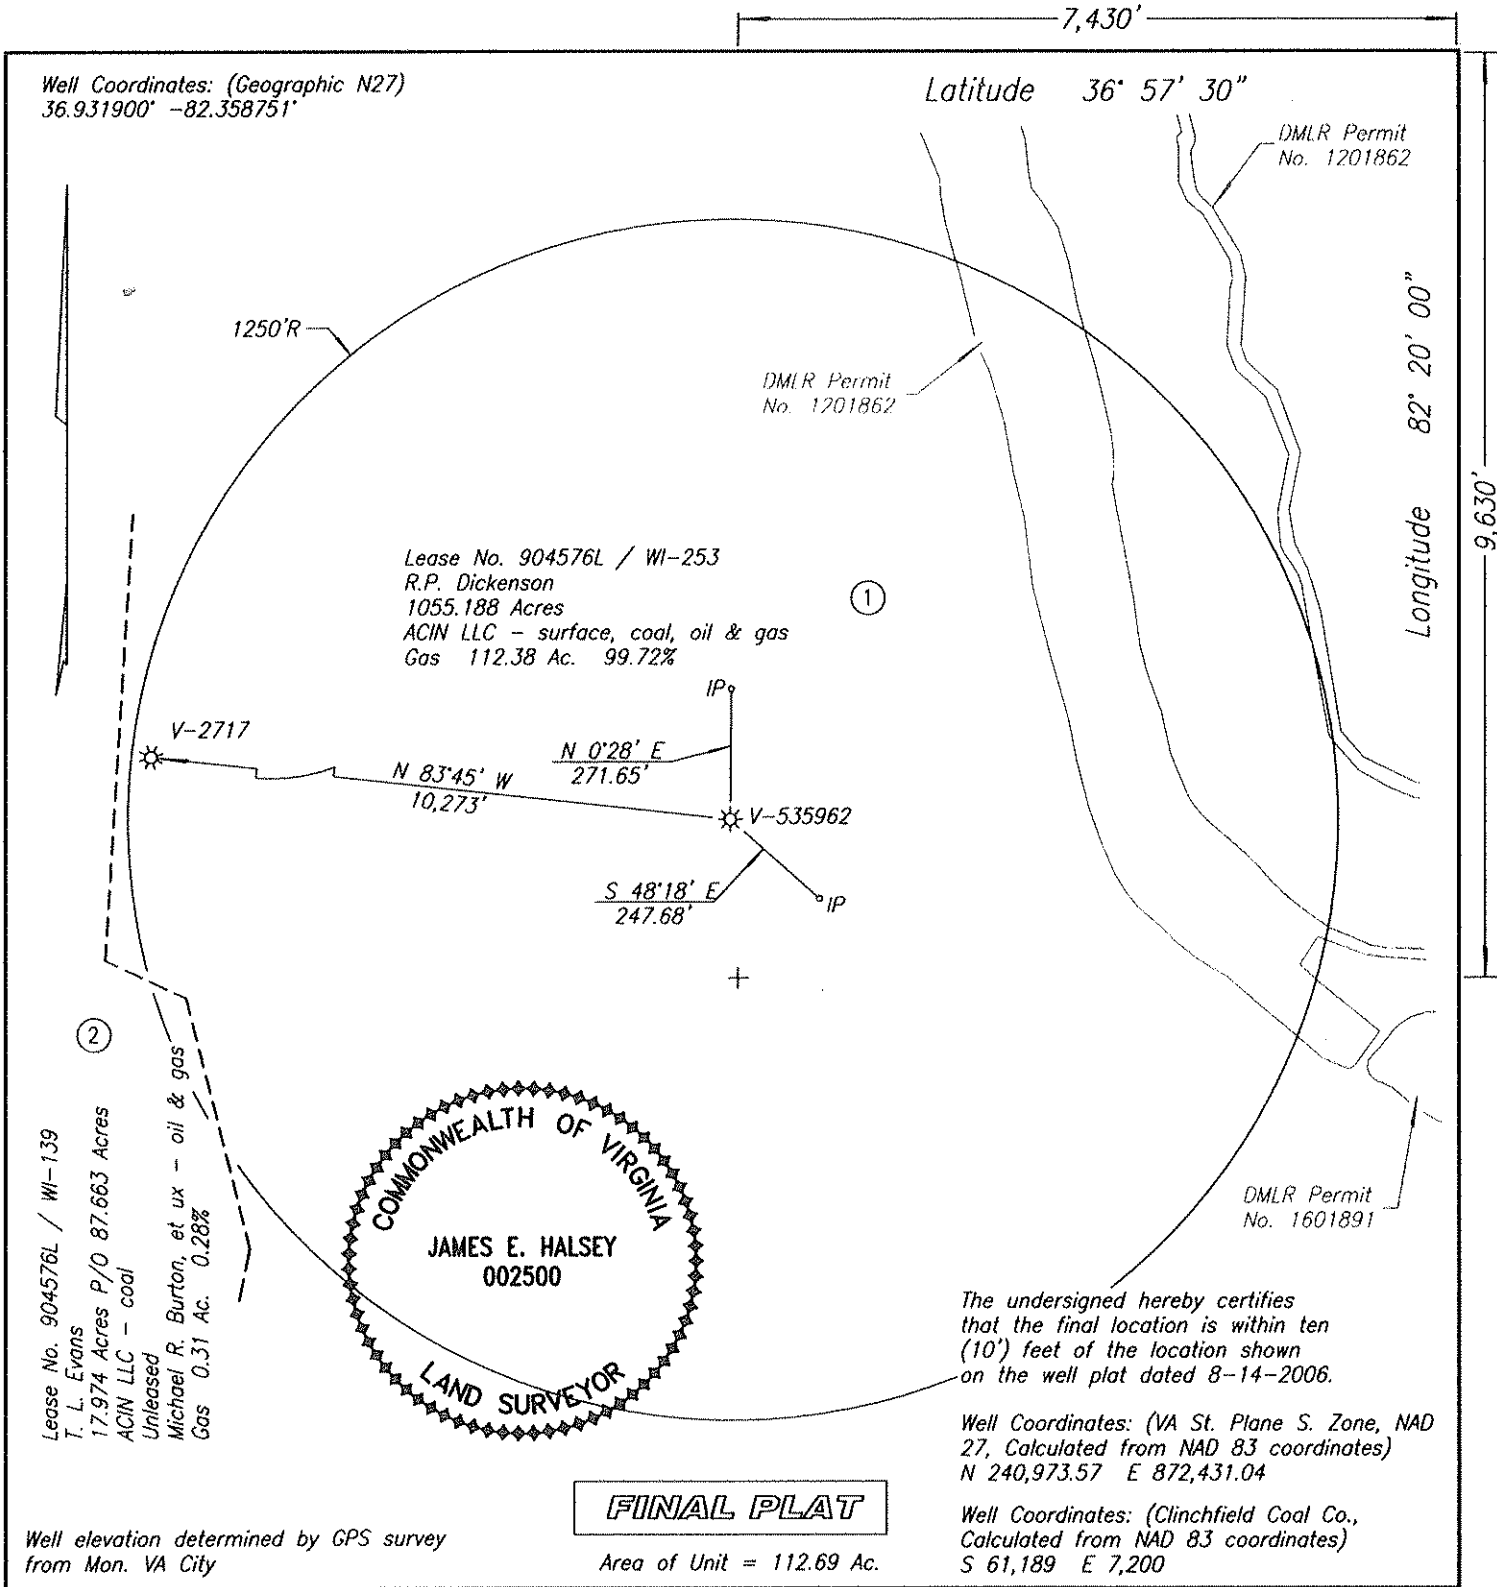 7,430'
Well Coordinates: (Geographic N27)
36.931900° -82.358751°
Latitude 36° 57' 30"
DMLR Permit
No. 1201862
Longitude 82° 20' 00"
9,630'
1250'R
DMLR Permit
No. 1201862
Lease No. 904576L / WI-253
R.P. Dickenson
1055.188 Acres
ACIN LLC - surface, coal, oil & gas
Gas 112.38 Ac. 99.72%
1
IP
V-2717
N 0°28' E
271.65'
N 83°45' W
10,273'
V-535962
S 48°18' E
247.68'
IP
2
Lease No. 904576L / WI-139
T. L. Evans
17.974 Acres P/O 87.663 Acres
ACIN LLC - coal
Unleased
Michael R. Burton, et ux - oil & gas
Gas 0.31 Ac. 0.28%
COMMONWEALTH OF VIRGINIA
JAMES E. HALSEY
002500
LAND SURVEYOR
DMLR Permit
No. 1601891
The undersigned hereby certifies
that the final location is within ten
(10') feet of the location shown
on the well plat dated 8-14-2006.
Well Coordinates: (VA St. Plane S. Zone, NAD
27, Calculated from NAD 83 coordinates)
N 240,973.57 E 872,431.04
Well Coordinates: (Clinchfield Coal Co.,
Calculated from NAD 83 coordinates)
S 61,189 E 7,200
FINAL PLAT
Area of Unit = 112.69 Ac.
Well elevation determined by GPS survey
from Mon. VA City